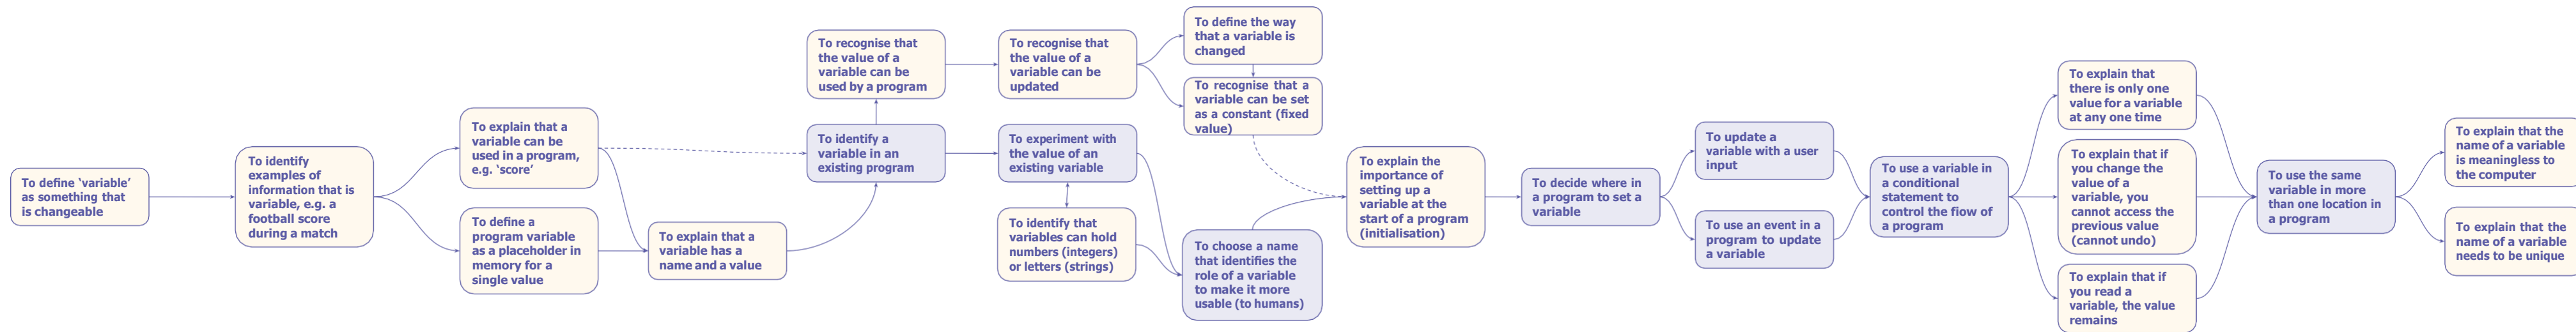 To define ‘variable’
as something that
is changeable
To identify
examples of
information that is
variable, e.g. a
football score
during a match
To explain that a
variable can be
used in a program,
e.g. ‘score’
To define a
program variable
as a placeholder in
memory for a
single value
To explain that a
variable has a
name and a value
To recognise that
the value of a
variable can be
used by a program
To identify a
variable in an
existing program
To recognise that
the value of a
variable can be
updated
To experiment with
the value of an
existing variable
To identify that
variables can hold
numbers (integers)
or letters (strings)
To define the way
that a variable is
changed
To recognise that a
variable can be set
as a constant (fixed
value)
To choose a name
that identifies the
role of a variable
to make it more
usable (to humans)
To explain the
importance of
setting up a
variable at the
start of a program
(initialisation)
To decide where in
a program to set a
variable
To update a
variable with a user
input
To use an event in a
program to update
a variable
To use a variable in
a conditional
statement to
control the flow of
a program
To explain that
there is only one
value for a variable
at any one time
To explain that if
you change the
value of a
variable, you
cannot access the
previous value
(cannot undo)
To explain that if
you read a
variable, the value
remains
To use the same
variable in more
than one location in
a program
To explain that the
name of a variable
is meaningless to
the computer
To explain that the
name of a variable
needs to be unique